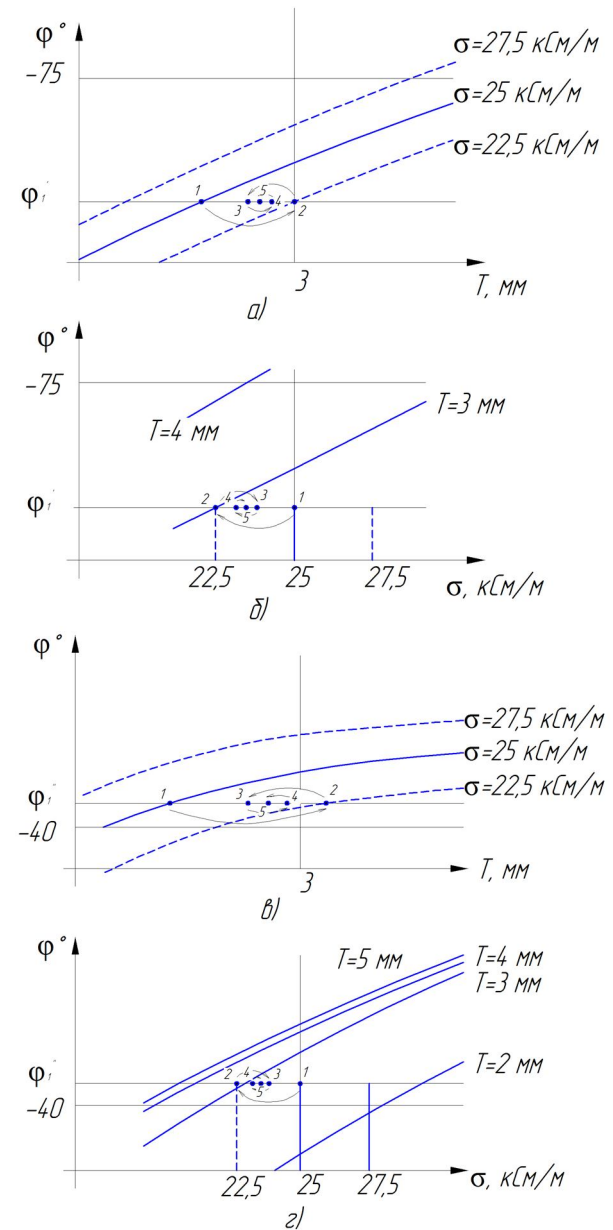 φ°
σ=27,5 кСм/м
-75
σ=25 кСм/м
σ=22,5 кСм/м
φ₁'
1
5
3
4
2
3
T, мм
а)
φ°
-75
T=4 мм
T=3 мм
φ₁'
2
4
3
1
5
22,5
25
27,5
σ, кСм/м
б)
φ°
σ=27,5 кСм/м
σ=25 кСм/м
σ=22,5 кСм/м
φ₁'
1
3
4
2
-40
3
T, мм
в)
φ°
T=5 мм
T=4 мм
T=3 мм
T=2 мм
φ₁'
2
4
3
1
5
-40
22,5
25
27,5
σ, кСм/м
г)